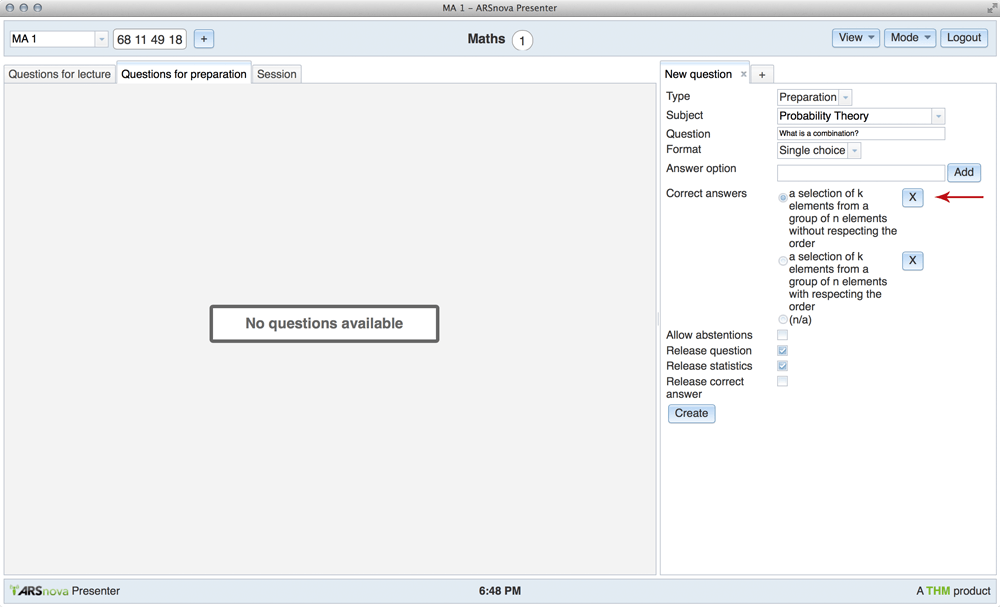 MA 1 – ARSnova Presenter
MA 1
68 11 49 18
+
Maths 1
View
Mode
Logout
Questions for lecture
Questions for preparation
Session
No questions available
New question x
+
Type
Preparation
Subject
Probability Theory
Question
What is a combination?
Format
Single choice
Answer option
Add
Correct answers
a selection of k
elements from a
group of n elements
without respecting the
order
X
a selection of k
elements from a
group of n elements
with respecting the
order
X
(n/a)
Allow abstentions
Release question
Release statistics
Release correct
answer
Create
ARSnova Presenter
6:48 PM
A THM product